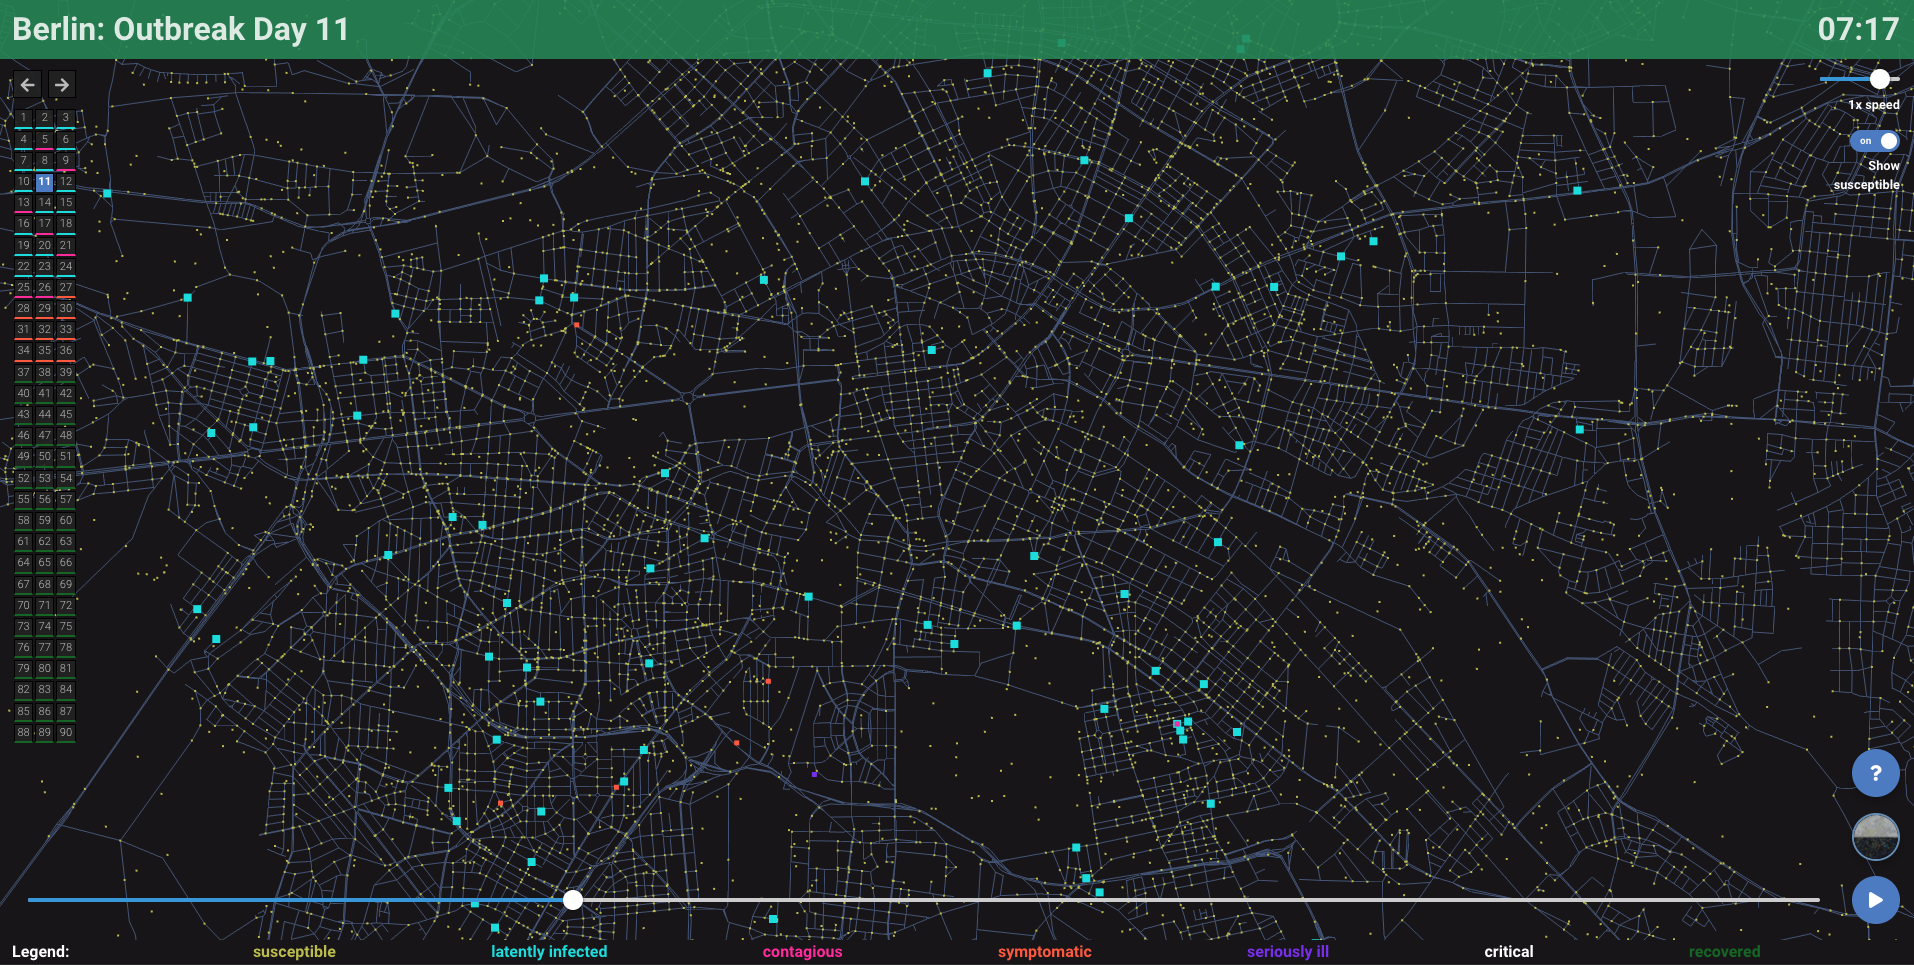 Berlin: Outbreak Day 11
07:17
1x speed
on
Show
susceptible
1 2 3
4 5 6
7 8 9
10 11 12
13 14 15
16 17 18
19 20 21
22 23 24
25 26 27
28 29 30
31 32 33
34 35 36
37 38 39
40 41 42
43 44 45
46 47 48
49 50 51
52 53 54
55 56 57
58 59 60
61 62 63
64 65 66
67 68 69
70 71 72
73 74 75
76 77 78
79 80 81
82 83 84
85 86 87
88 89 90
?
Legend: susceptible latently infected contagious symptomatic seriously ill critical recovered